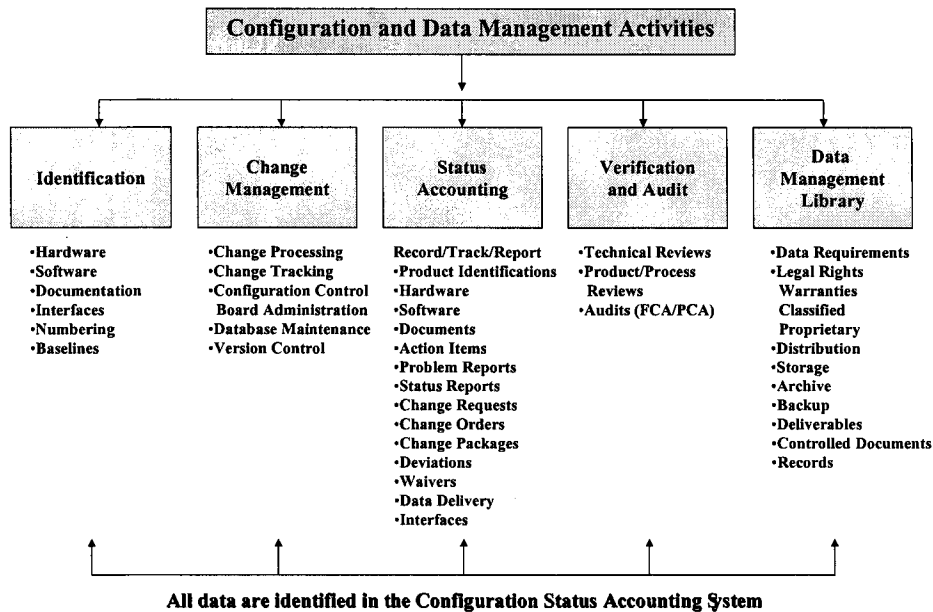 Configuration and Data Management Activities
Identification
•Hardware
•Software
•Documentation
•Interfaces
•Numbering
•Baselines
Change
Management
•Change Processing
•Change Tracking
•Configuration Control
Board Administration
•Database Maintenance
•Version Control
Status
Accounting
Record/Track/Report
•Product Identifications
•Hardware
•Software
•Documents
•Action Items
•Problem Reports
•Status Reports
•Change Requests
•Change Orders
•Change Packages
•Deviations
•Waivers
•Data Delivery
•Interfaces
Verification
and Audit
•Technical Reviews
•Product/Process
Reviews
•Audits (FCA/PCA)
Data
Management
Library
•Data Requirements
•Legal Rights
Warranties
Classified
Proprietary
•Distribution
•Storage
•Archive
•Backup
•Deliverables
•Controlled Documents
•Records
All data are identified in the Configuration Status Accounting System